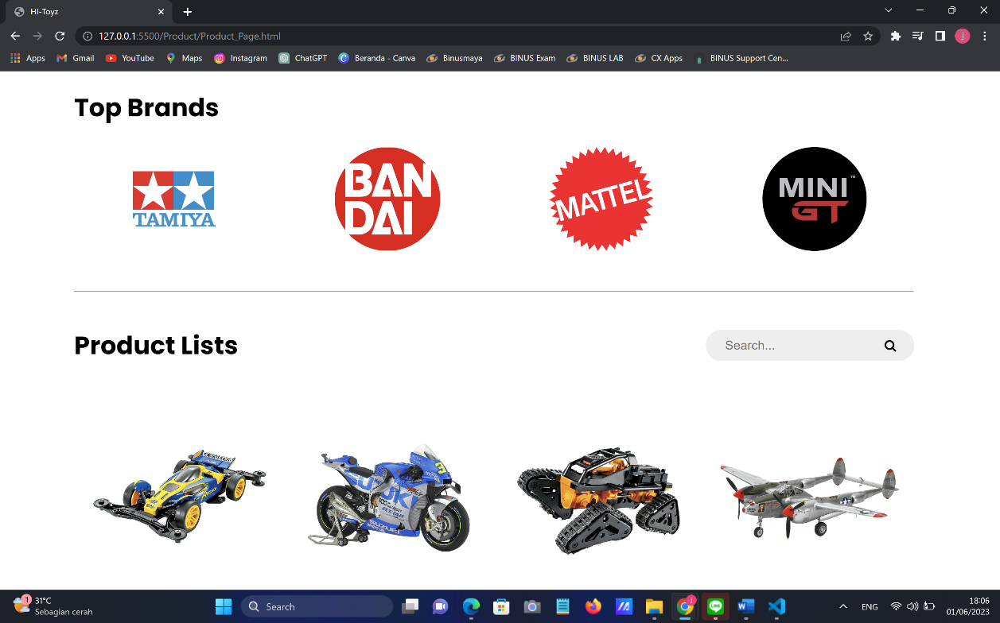 HI-Toyz
127.0.0.1:5500/Product/Product_Page.html
Apps Gmail YouTube Maps Instagram ChatGPT Beranda - Canva Binusmaya BINUS Exam BINUS LAB CX Apps BINUS Support Cen...
Top Brands
TAMIYA
BAN
DAI
MATTEL
MINI
GT
Product Lists
Search...
SUZUKI
1 31°C
Sebagian cerah
Search
ENG
18:06
01/06/2023